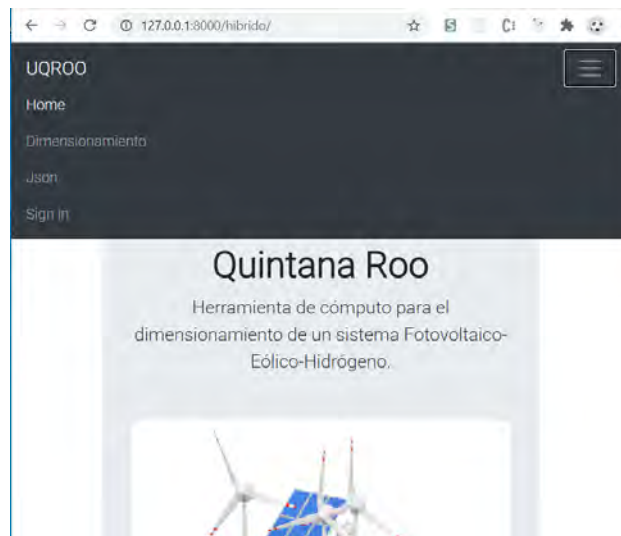 127.0.0.1:8000/hibrido/
UQROO
Home
Dimensionamiento
Json
Sign in
Quintana Roo
Herramienta de cómputo para el
dimensionamiento de un sistema Fotovoltaico-
Eólico-Hidrógeno.